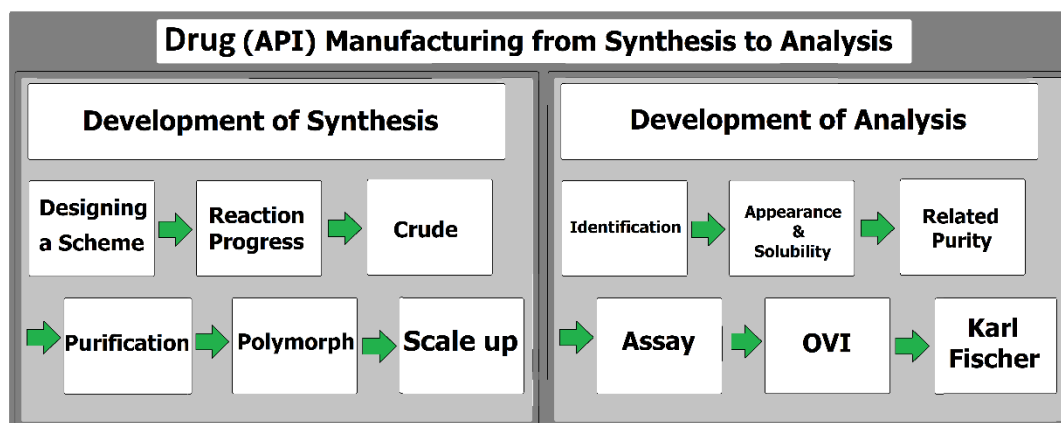 Drug (API) Manufacturing from Synthesis to Analysis
Development of Synthesis
Designing
a Scheme
Reaction
Progress
Crude
Purification
Polymorph
Scale up
Development of Analysis
Identification
Appearance
&
Solubility
Related
Purity
Assay
OVI
Karl
Fischer